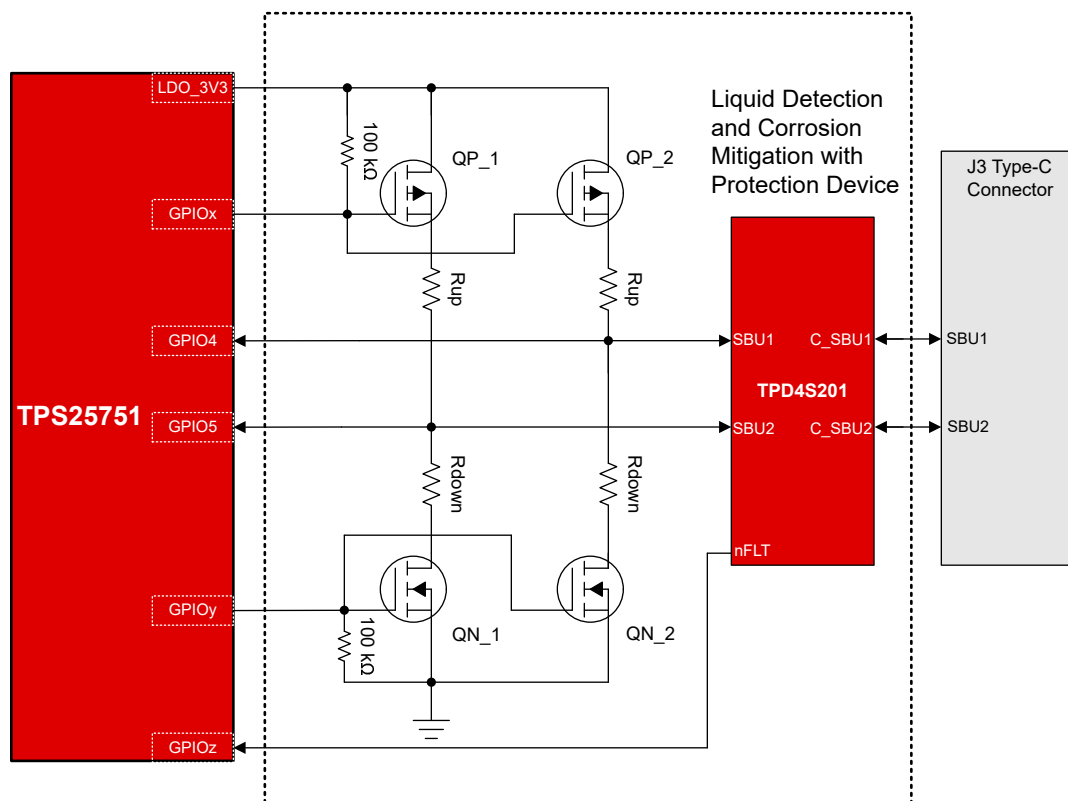 LDO_3V3
GPIOx
GPIO4
TPS25751
GPIO5
GPIOy
GPIOz
100 kΩ
QP_1
QP_2
Rup
Rup
Rdown
Rdown
QN_1
QN_2
100 kΩ
Liquid Detection
and Corrosion
Mitigation with
Protection Device
SBU1
C_SBU1
TPD4S201
SBU2
C_SBU2
nFLT
J3 Type-C
Connector
SBU1
SBU2